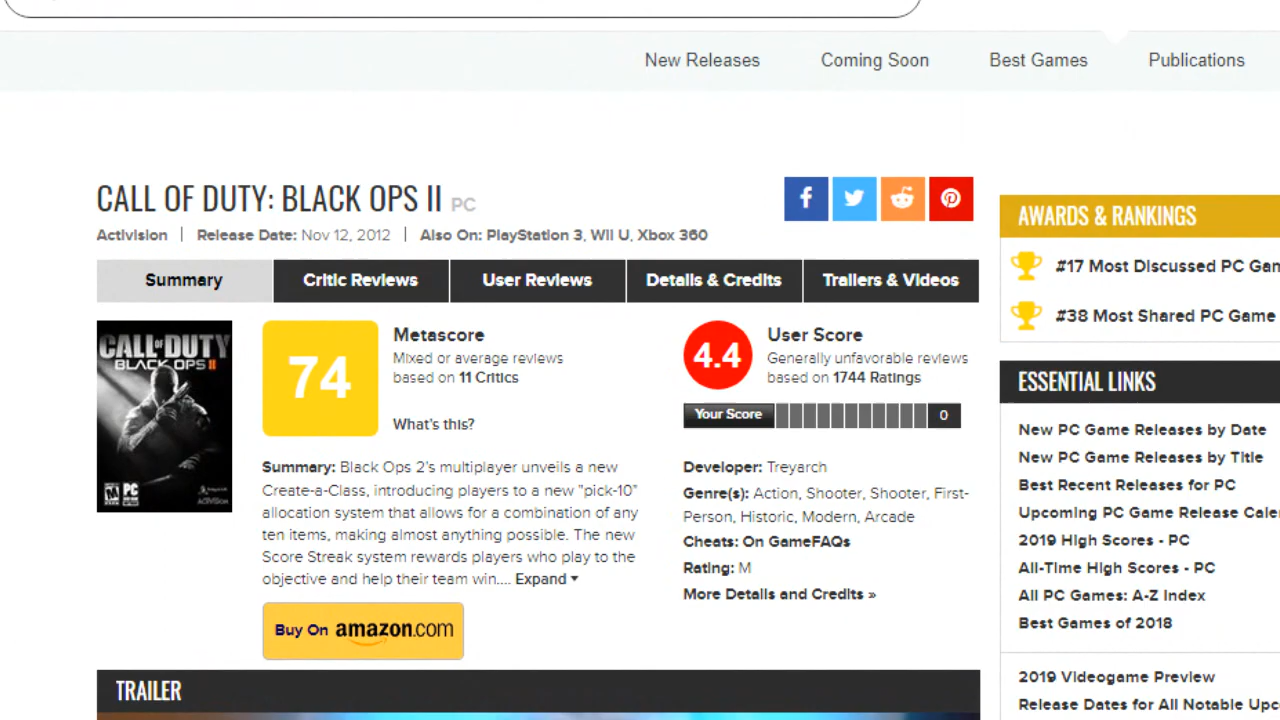 New Releases Coming Soon Best Games Publications
CALL OF DUTY: BLACK OPS II PC
Activision | Release Date: Nov 12, 2012 | Also On: PlayStation 3, Wii U, Xbox 360
Summary Critic Reviews User Reviews Details & Credits Trailers & Videos
CALL OF DUTY
BLACK OPS II
PC
ACTIVISION
74
Metascore
Mixed or average reviews
based on 11 Critics
What's this?
4.4
User Score
Generally unfavorable reviews
based on 1744 Ratings
Your Score 0
Summary: Black Ops 2's multiplayer unveils a new
Create-a-Class, introducing players to a new "pick-10"
allocation system that allows for a combination of any
ten items, making almost anything possible. The new
Score Streak system rewards players who play to the
objective and help their team win.... Expand
Buy On amazon.com
Developer: Treyarch
Genre(s): Action, Shooter, Shooter, First-
Person, Historic, Modern, Arcade
Cheats: On GameFAQs
Rating: M
More Details and Credits »
TRAILER
AWARDS & RANKINGS
#17 Most Discussed PC Gam
#38 Most Shared PC Game
ESSENTIAL LINKS
New PC Game Releases by Date
New PC Game Releases by Title
Best Recent Releases for PC
Upcoming PC Game Release Cale
2019 High Scores - PC
All-Time High Scores - PC
All PC Games: A-Z Index
Best Games of 2018
2019 Videogame Preview
Release Dates for All Notable Upc